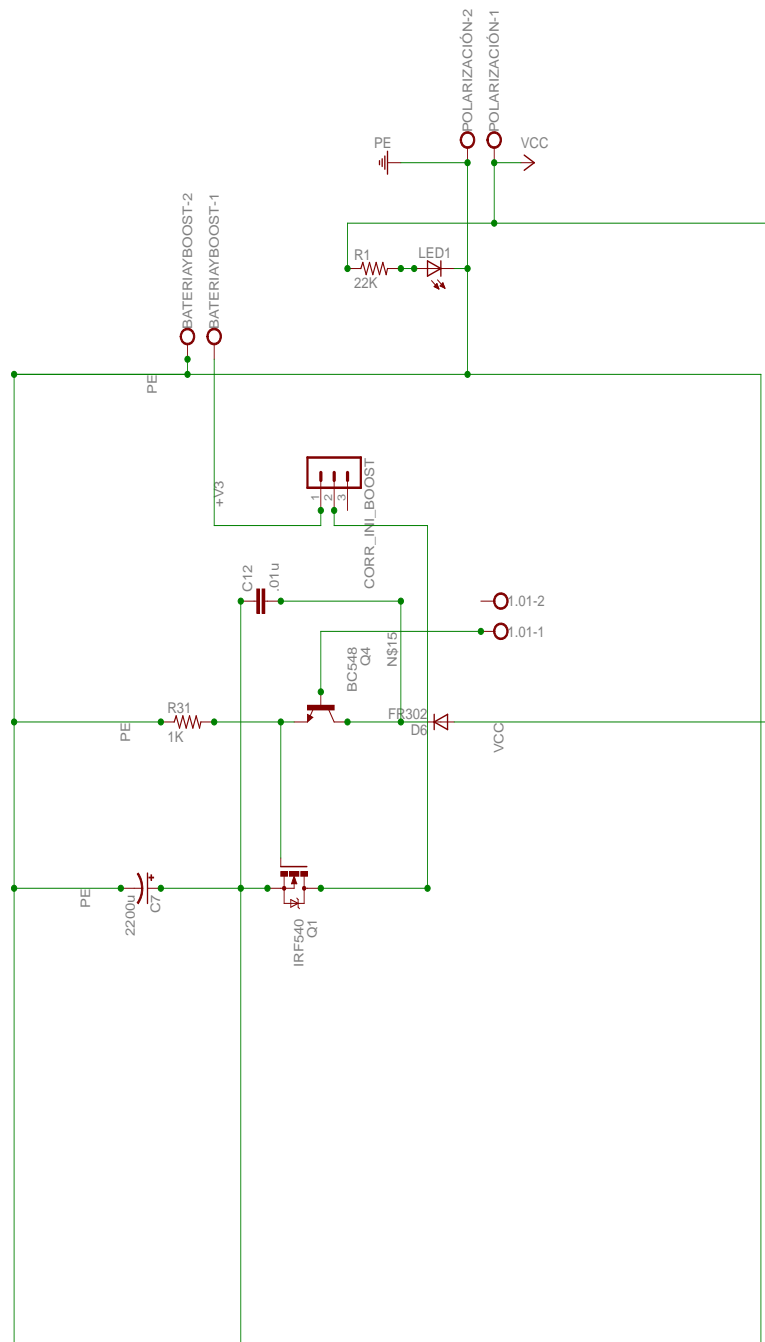 POLARIZACIÓN-2
POLARIZACIÓN-1
PE
VCC
BATERIAYBOOST-2
BATERIAYBOOST-1
R1
22K
LED1
PE
+V3
1
2
3
CORR_INI_BOOST
C12
.01u
1.01-2
1.01-1
BC548
Q4
N$15
R31
1K
PE
FR302
D6
VCC
PE
2200u
C7
IRF540
Q1